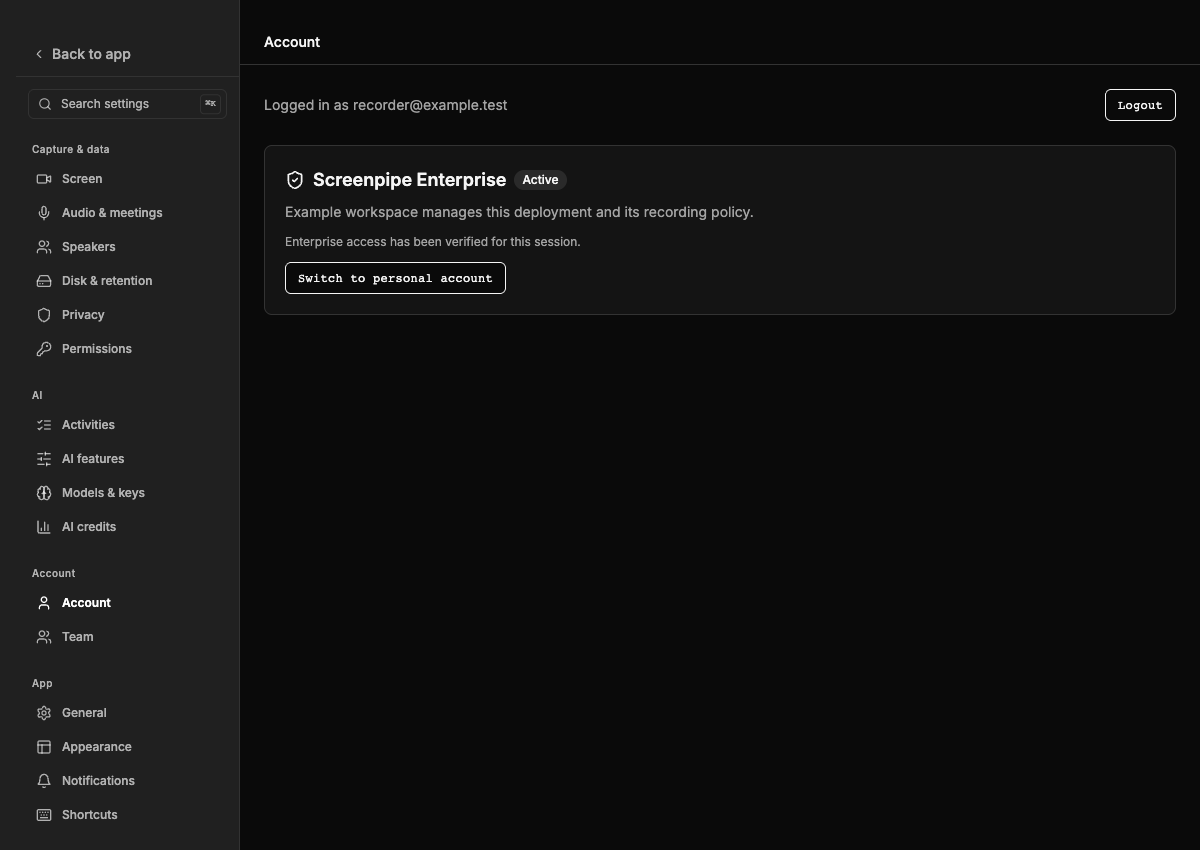 Back to app
Search settings
⌘K
Capture & data
Screen
Audio & meetings
Speakers
Disk & retention
Privacy
Permissions
AI
Activities
AI features
Models & keys
AI credits
Account
Account
Team
App
General
Appearance
Notifications
Shortcuts
Account
Logged in as recorder@example.test
Logout
Screenpipe Enterprise Active
Example workspace manages this deployment and its recording policy.
Enterprise access has been verified for this session.
Switch to personal account